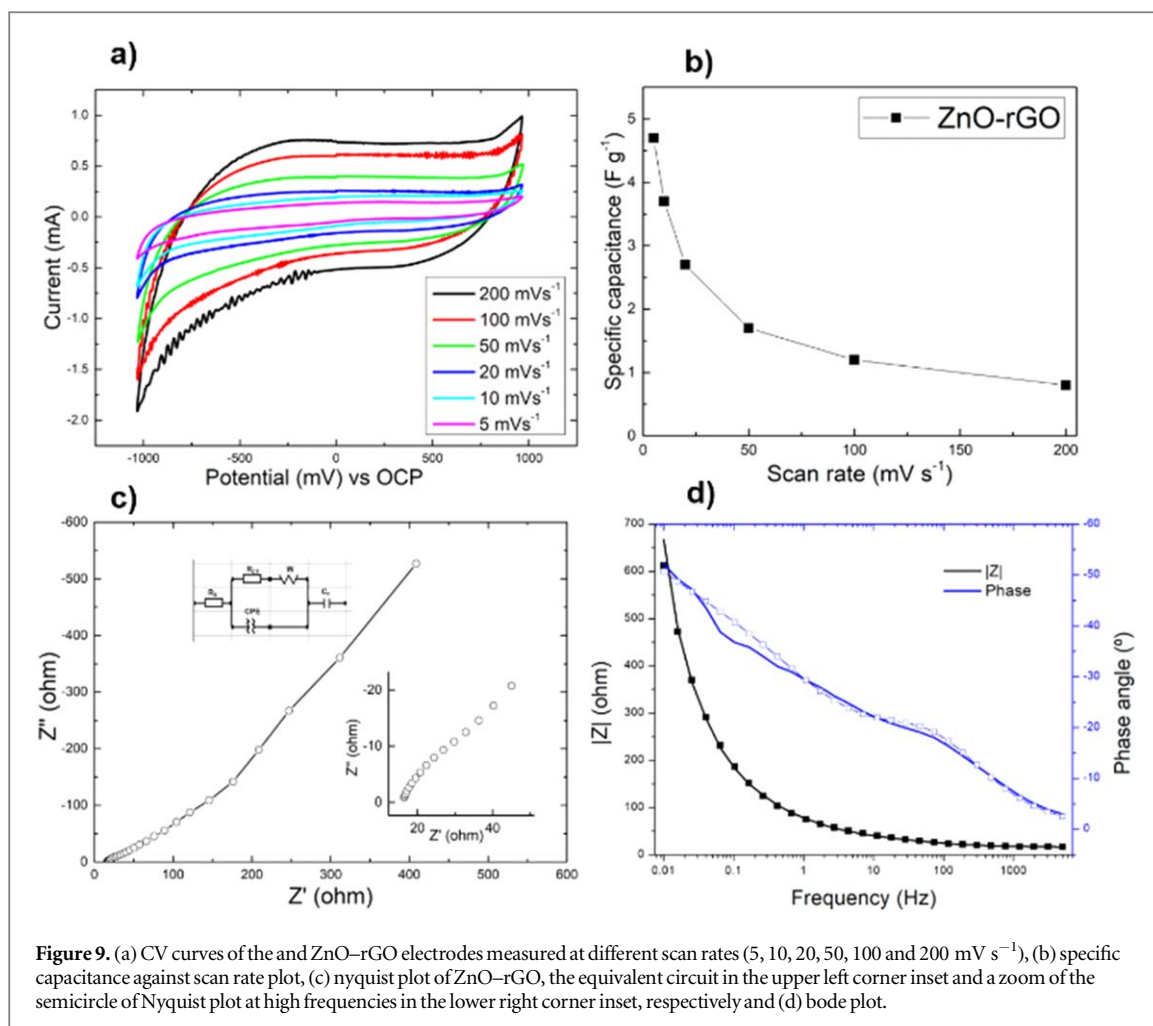 a)
1.0
0.5
0.0
-0.5
-1.0
-1.5
-2.0
Current (mA)
200 mVs-1
100 mVs-1
50 mVs-1
20 mVs-1
10 mVs-1
5 mVs-1
-1000 -500 0 500 1000
Potential (mV) vs OCP
b)
ZnO-rGO
5
4
3
2
1
0
Specific capacitance (F g-1)
0 50 100 150 200
Scan rate (mV s-1)
c)
-600
-500
-400
-300
-200
-100
0
Z'' (ohm)
CPE
W
-20
-10
0
Z'' (ohm)
20 40
Z' (ohm)
0 100 200 300 400 500 600
Z' (ohm)
d)
700
600
500
400
300
200
100
0
|Z| (ohm)
|Z|
Phase
-60
-50
-40
-30
-20
-10
0
Phase angle (º)
0.01 0.1 1 10 100 1000
Frequency (Hz)
Figure 9. (a) CV curves of the and ZnO–rGO electrodes measured at different scan rates (5, 10, 20, 50, 100 and 200 mV s−1), (b) specific
capacitance against scan rate plot, (c) nyquist plot of ZnO–rGO, the equivalent circuit in the upper left corner inset and a zoom of the
semicircle of Nyquist plot at high frequencies in the lower right corner inset, respectively and (d) bode plot.